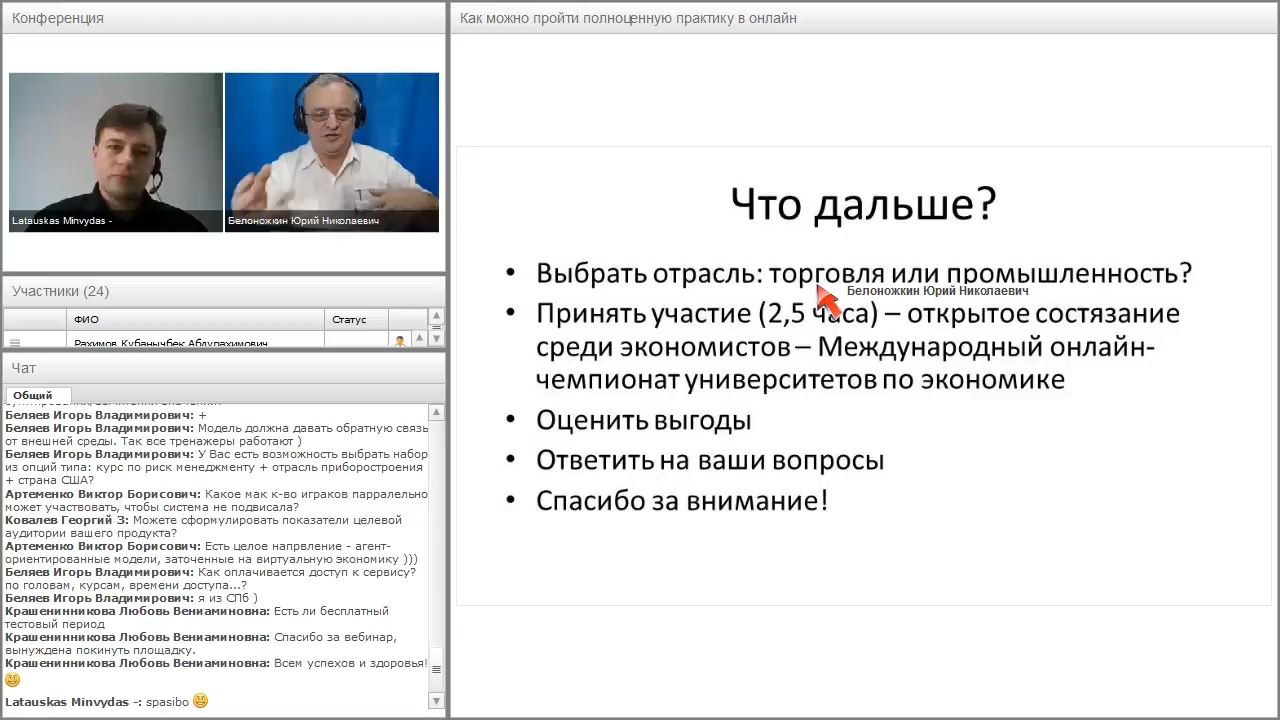 Конференция
Latauskas Minvydas -
Белоножкин Юрий Николаевич
Участники (24)
ФИО
Статус
Рахимов Кубанычбек Абдурахимович
Чат
Общий
Беляев Игорь Владимирович: +
Беляев Игорь Владимирович: Модель должна давать обратную связь
от внешней среды. Так все тренажеры работают )
Беляев Игорь Владимирович: У Вас есть возможность выбрать набор
из опций типа: курс по риск менеджменту + отрасль приборостроения
+ страна США?
Артеменко Виктор Борисович: Какое мак к-во играков парралельно
может участвовать, чтобы система не подвисала?
Ковалев Георгий З: Можете сформулировать показатели целевой
аудитории вашего продукта?
Артеменко Виктор Борисович: Есть целое напрвление - агент-
ориентированные модели, заточенные на виртуальную экономику )))
Беляев Игорь Владимирович: Как оплачивается доступ к сервису?
по головам, курсам, времени доступа...?
Беляев Игорь Владимирович: я из СПб )
Крашенинникова Любовь Вениаминовна: Есть ли бесплатный
тестовый период
Крашенинникова Любовь Вениаминовна: Спасибо за вебинар,
вынуждена покинуть площадку.
Крашенинникова Любовь Вениаминовна: Всем успехов и здоровья!
Latauskas Minvydas -: spasibo
Как можно пройти полноценную практику в онлайн
Что дальше?
• Выбрать отрасль: торговля или промышленность?
Белоножкин Юрий Николаевич
• Принять участие (2,5 часа) – открытое состязание
среди экономистов – Международный онлайн-
чемпионат университетов по экономике
• Оценить выгоды
• Ответить на ваши вопросы
• Спасибо за внимание!